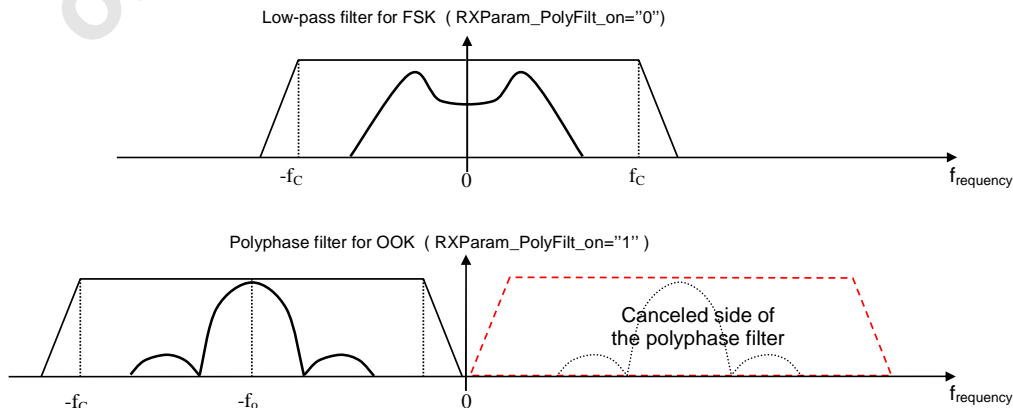 Low-pass filter for FSK ( RXParam_PolyFilt_on=''0'')
-fC
0
fC
frequency
Polyphase filter for OOK ( RXParam_PolyFilt_on=''1'' )
Canceled side of
the polyphase filter
-fC
-fo
0
frequency